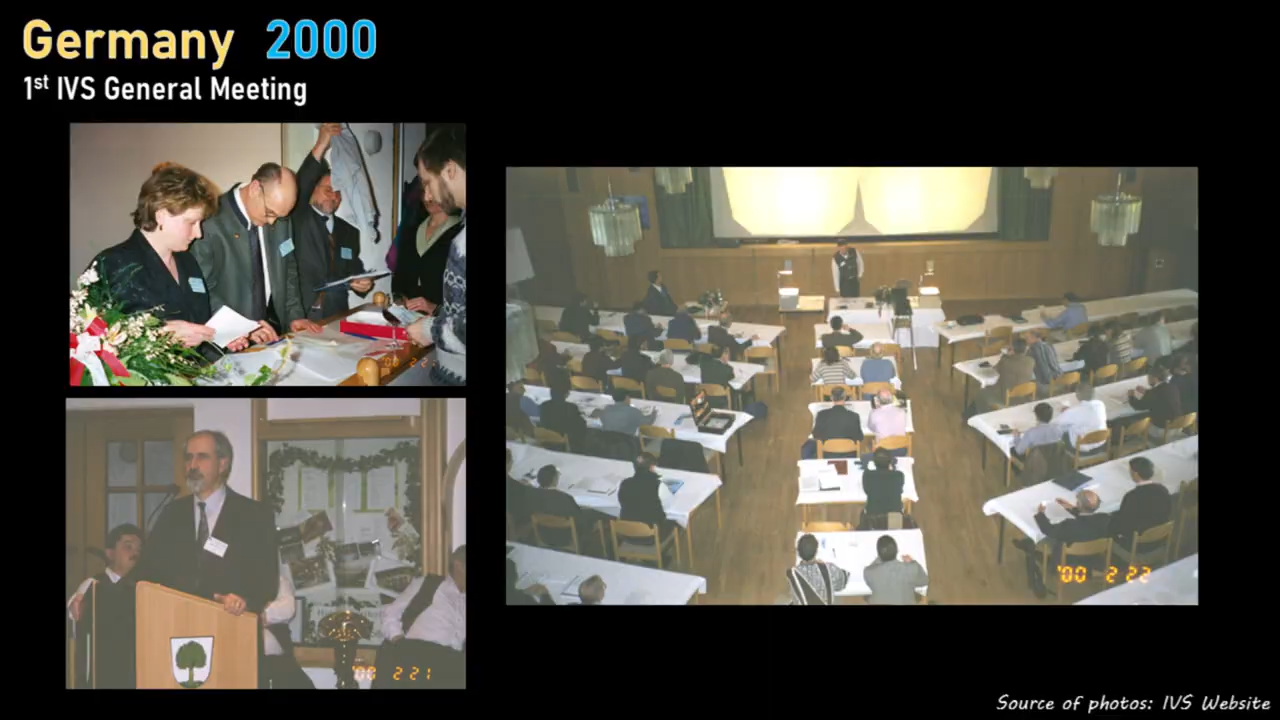 Germany 2000
1st IVS General Meeting
'00 2 21
'00 2 22
Source of photos: IVS Website